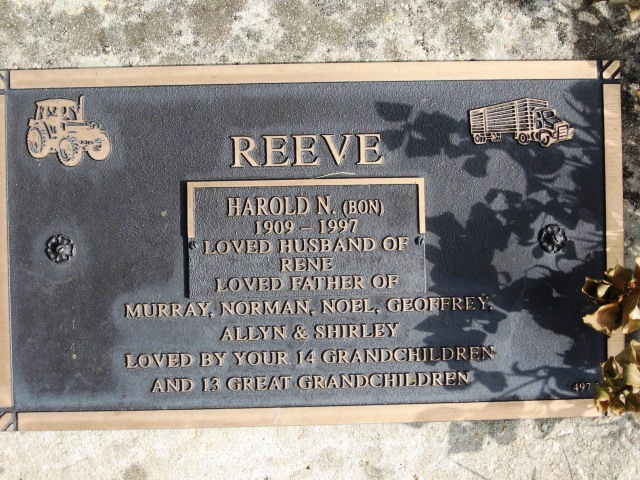 REEVE
HAROLD N. (BON)
1909 - 1997
LOVED HUSBAND OF
RENE
LOVED FATHER OF
MURRAY, NORMAN, NOEL, GEOFFREY,
ALLYN & SHIRLEY
LOVED BY YOUR 14 GRANDCHILDREN
AND 13 GREAT GRANDCHILDREN
497